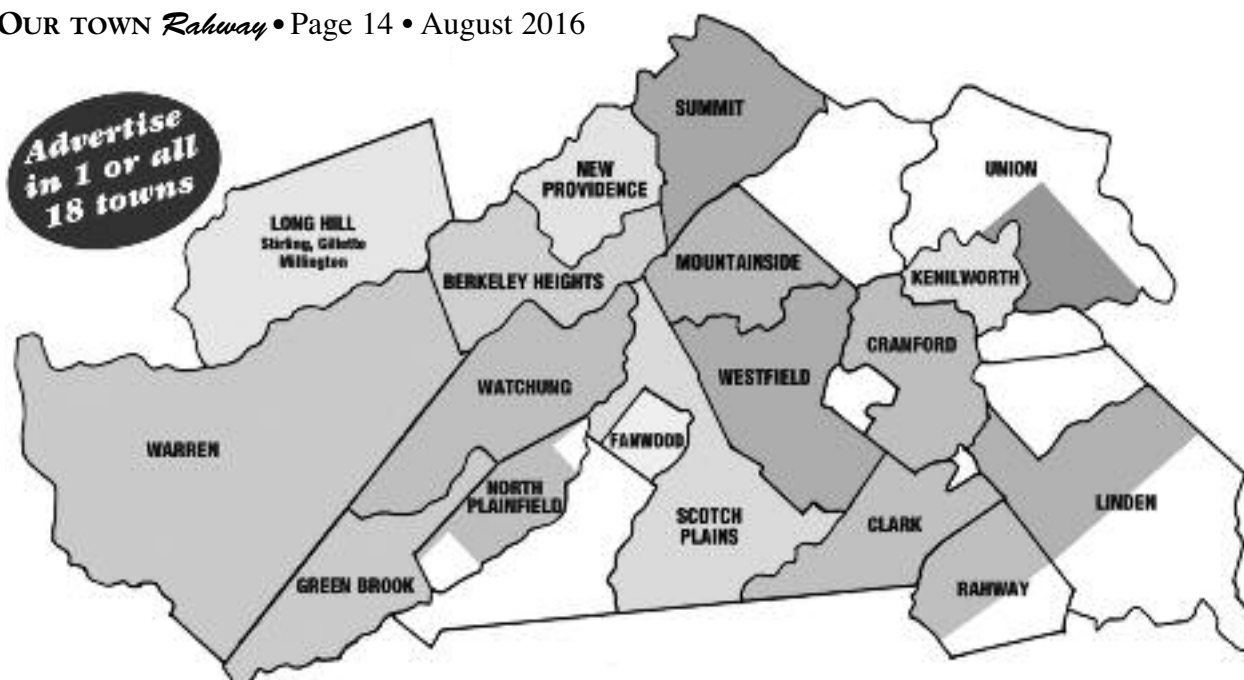 OUR TOWN Rahway • Page 14 • August 2016
Advertise
in 1 or all
18 towns
SUMMIT
NEW
PROVIDENCE
UNION
LONG HILL
Stirling, Gillette
Millington
BERKELEY HEIGHTS
MOUNTAINSIDE
KENILWORTH
CRANFORD
WATCHUNG
WESTFIELD
WARREN
FANWOOD
NORTH
PLAINFIELD
SCOTCH
PLAINS
CLARK
LINDEN
GREEN BROOK
RAHWAY